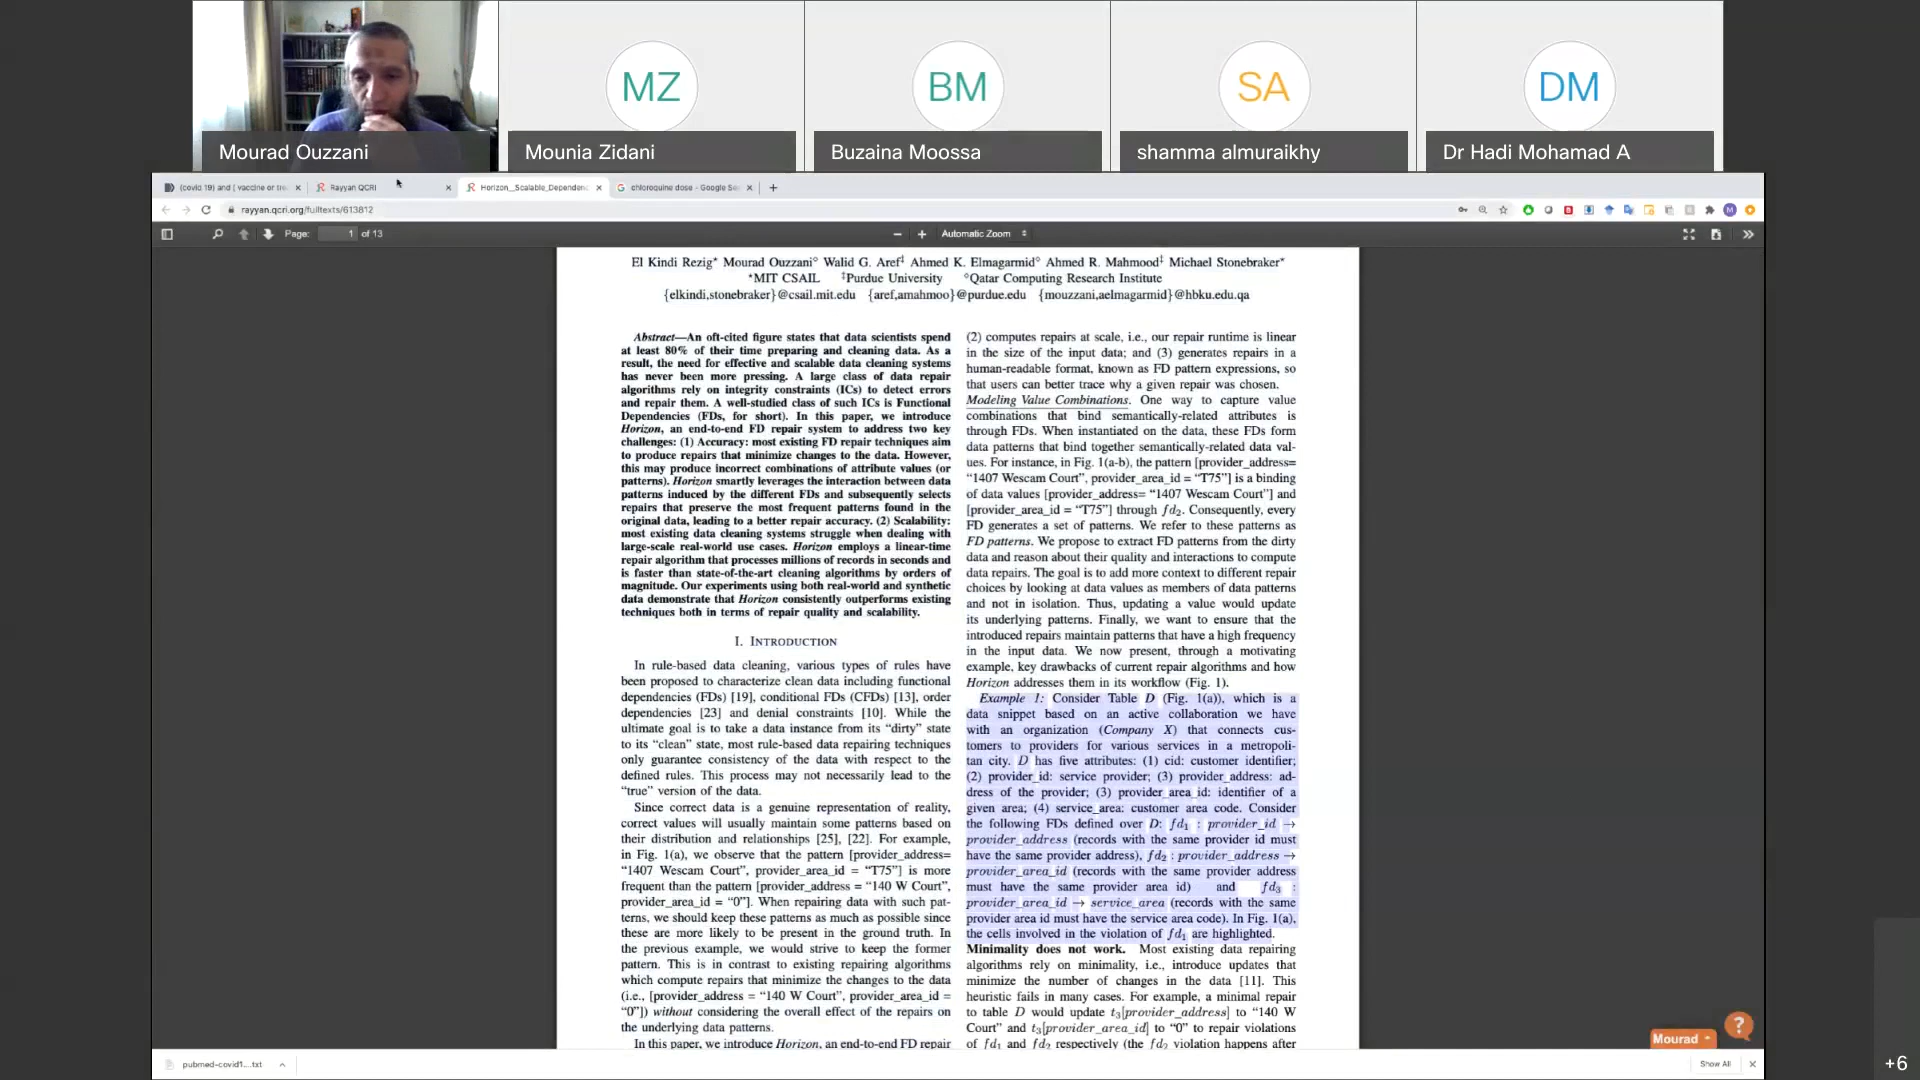 MZ
BM
SA
DM
Mourad Ouzzani
Mounia Zidani
Buzaina Moossa
shamma almuraikhy
Dr Hadi Mohamad A
(covid 19) and ( vaccine or tre
Rayyan QCRI
Horizon__Scalable_Dependenc
chloroquine dose - Google Se
rayyan.qcri.org/fulltexts/613812
Page: 1 of 13
Automatic Zoom
El Kindi Rezig⋆ Mourad Ouzzani⋄ Walid G. Aref‡ Ahmed K. Elmagarmid⋄ Ahmed R. Mahmood‡ Michael Stonebraker⋆
⋆MIT CSAIL ‡Purdue University ⋄Qatar Computing Research Institute
{elkindi,stonebraker}@csail.mit.edu {aref,amahmoo}@purdue.edu {mouzzani,aelmagarmid}@hbku.edu.qa
Abstract—An oft-cited figure states that data scientists spend
at least 80% of their time preparing and cleaning data. As a
result, the need for effective and scalable data cleaning systems
has never been more pressing. A large class of data repair
algorithms rely on integrity constraints (ICs) to detect errors
and repair them. A well-studied class of such ICs is Functional
Dependencies (FDs, for short). In this paper, we introduce
Horizon, an end-to-end FD repair system to address two key
challenges: (1) Accuracy: most existing FD repair techniques aim
to produce repairs that minimize changes to the data. However,
this may produce incorrect combinations of attribute values (or
patterns). Horizon smartly leverages the interaction between data
patterns induced by the different FDs and subsequently selects
repairs that preserve the most frequent patterns found in the
original data, leading to a better repair accuracy. (2) Scalability:
most existing data cleaning systems struggle when dealing with
large-scale real-world use cases. Horizon employs a linear-time
repair algorithm that processes millions of records in seconds and
is faster than state-of-the-art cleaning algorithms by orders of
magnitude. Our experiments using both real-world and synthetic
data demonstrate that Horizon consistently outperforms existing
techniques both in terms of repair quality and scalability.
I. INTRODUCTION
In rule-based data cleaning, various types of rules have
been proposed to characterize clean data including functional
dependencies (FDs) [19], conditional FDs (CFDs) [13], order
dependencies [23] and denial constraints [10]. While the
ultimate goal is to take a data instance from its “dirty” state
to its “clean” state, most rule-based data repairing techniques
only guarantee consistency of the data with respect to the
defined rules. This process may not necessarily lead to the
“true” version of the data.
Since correct data is a genuine representation of reality,
correct values will usually maintain some patterns based on
their distribution and relationships [25], [22]. For example,
in Fig. 1(a), we observe that the pattern [provider_address=
“1407 Wescam Court”, provider_area_id = “T75”] is more
frequent than the pattern [provider_address = “140 W Court”,
provider_area_id = “0”]. When repairing data with such pat-
terns, we should keep these patterns as much as possible since
these are more likely to be present in the ground truth. In
the previous example, we would strive to keep the former
pattern. This is in contrast to existing repairing algorithms
which compute repairs that minimize the changes to the data
(i.e., [provider_address = “140 W Court”, provider_area_id =
“0”]) without considering the overall effect of the repairs on
the underlying data patterns.
In this paper, we introduce Horizon, an end-to-end FD repair
(2) computes repairs at scale, i.e., our repair runtime is linear
in the size of the input data; and (3) generates repairs in a
human-readable format, known as FD pattern expressions, so
that users can better trace why a given repair was chosen.
Modeling Value Combinations. One way to capture value
combinations that bind semantically-related attributes is
through FDs. When instantiated on the data, these FDs form
data patterns that bind together semantically-related data val-
ues. For instance, in Fig. 1(a-b), the pattern [provider_address=
“1407 Wescam Court”, provider_area_id = “T75”] is a binding
of data values [provider_address= “1407 Wescam Court”] and
[provider_area_id = “T75”] through fd2. Consequently, every
FD generates a set of patterns. We refer to these patterns as
FD patterns. We propose to extract FD patterns from the dirty
data and reason about their quality and interactions to compute
data repairs. The goal is to add more context to different repair
choices by looking at data values as members of data patterns
and not in isolation. Thus, updating a value would update
its underlying patterns. Finally, we want to ensure that the
introduced repairs maintain patterns that have a high frequency
in the input data. We now present, through a motivating
example, key drawbacks of current repair algorithms and how
Horizon addresses them in its workflow (Fig. 1).
Example 1: Consider Table D (Fig. 1(a)), which is a
data snippet based on an active collaboration we have
with an organization (Company X) that connects cus-
tomers to providers for various services in a metropoli-
tan city. D has five attributes: (1) cid: customer identifier;
(2) provider_id: service provider; (3) provider_address: ad-
dress of the provider; (3) provider_area_id: identifier of a
given area; (4) service_area: customer area code. Consider
the following FDs defined over D: fd1 : provider_id →
provider_address (records with the same provider id must
have the same provider address), fd2 : provider_address →
provider_area_id (records with the same provider address
must have the same provider area id) and fd3 :
provider_area_id → service_area (records with the same
provider area id must have the service area code). In Fig. 1(a),
the cells involved in the violation of fd1 are highlighted.
Minimality does not work. Most existing data repairing
algorithms rely on minimality, i.e., introduce updates that
minimize the number of changes in the data [11]. This
heuristic fails in many cases. For example, a minimal repair
to table D would update t3[provider_address] to “140 W
Court” and t3[provider_area_id] to “0” to repair violations
of fd1 and fd2 respectively (the fd2 violation happens after
Mourad
?
pubmed-covid1....txt
Show All
+6